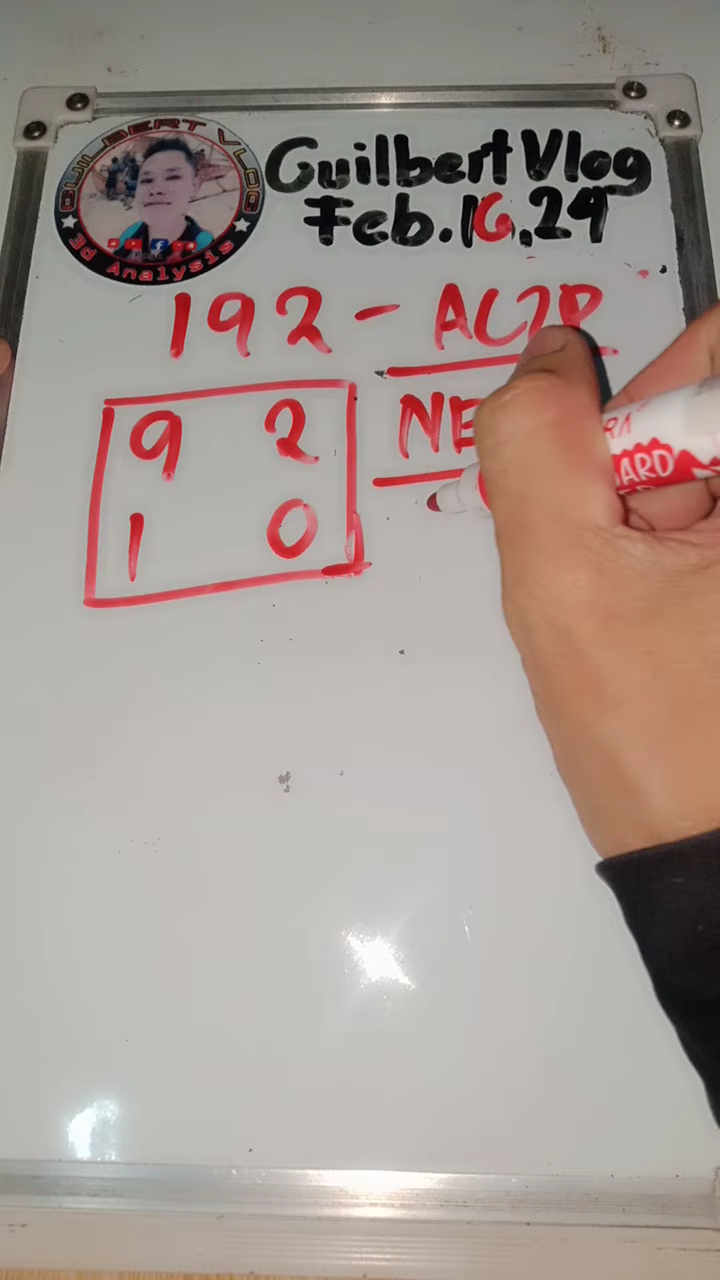 GUILBERT VLOG
3d Analysis
Guilbert Vlog
Feb. 16, 24
192 -
9 2
1 0